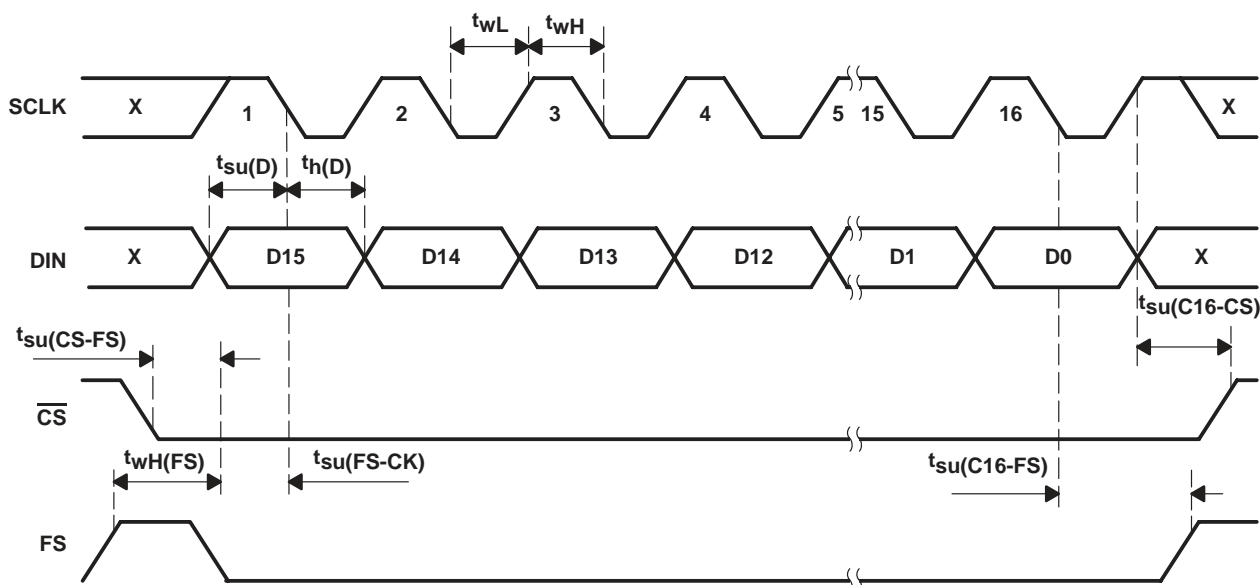 twL twH
SCLK X 1 2 3 4 5 15 16 X
tsu(D) th(D)
DIN X D15 D14 D13 D12 D1 D0 X
tsu(C16-CS)
tsu(CS-FS)
CS
twH(FS) tsu(FS-CK) tsu(C16-FS)
FS